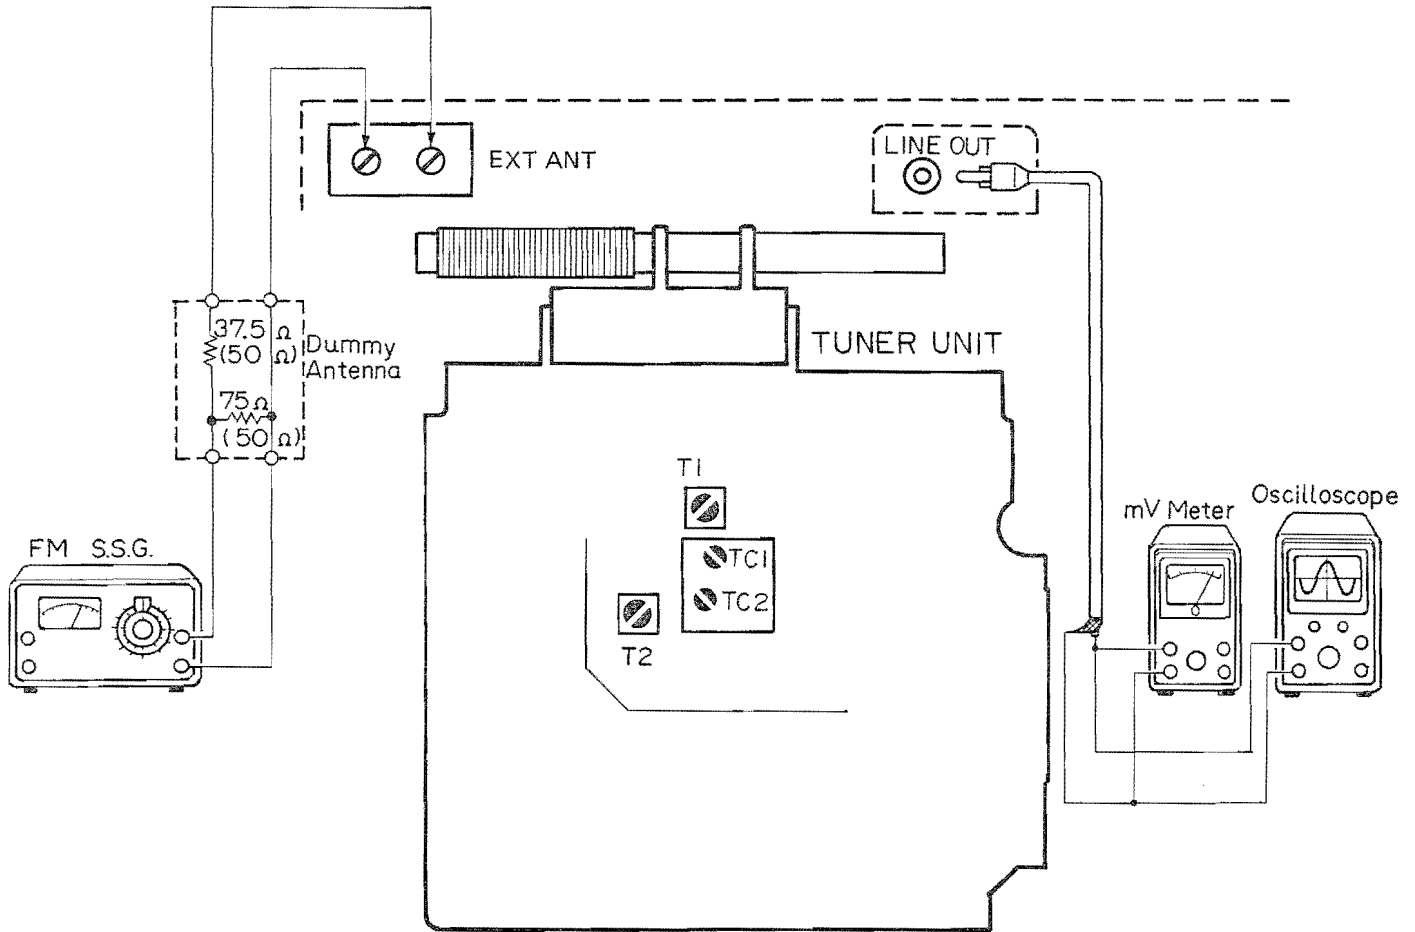 EXT ANT
LINE OUT
37.5 Ω
(50 Ω)
Dummy
Antenna
75Ω
(50 Ω)
TUNER UNIT
T1
TC1
TC2
T2
FM S.S.G.
mV Meter
Oscilloscope